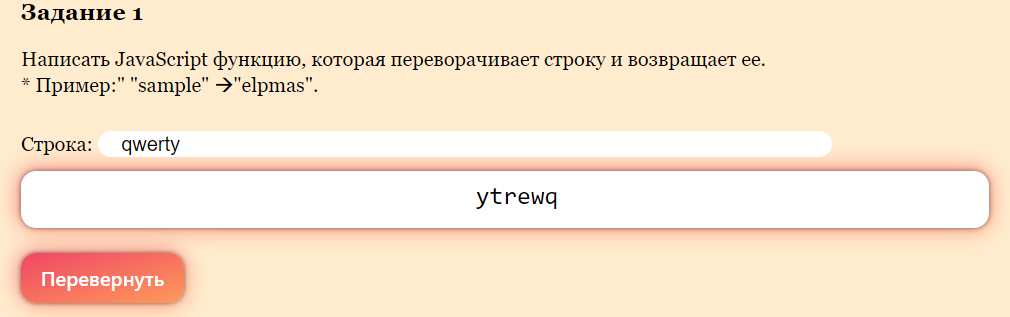 Задание 1
Написать JavaScript функцию, которая переворачивает строку и возвращает ее.
* Пример:" "sample" →"elpmas".
Строка: qwerty
ytrewq
Перевернуть